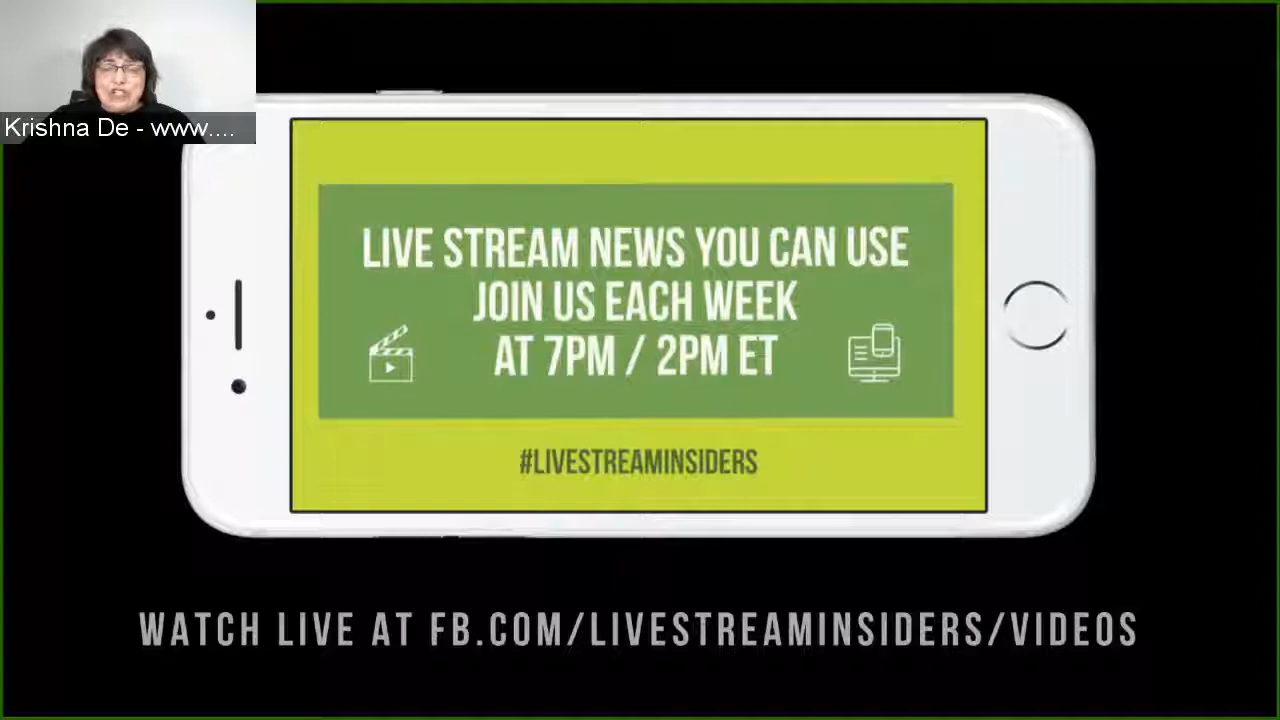 Krishna De - www....
LIVE STREAM NEWS YOU CAN USE
JOIN US EACH WEEK
AT 7PM / 2PM ET
#LIVESTREAMINSIDERS
WATCH LIVE AT FB.COM/LIVESTREAMINSIDERS/VIDEOS